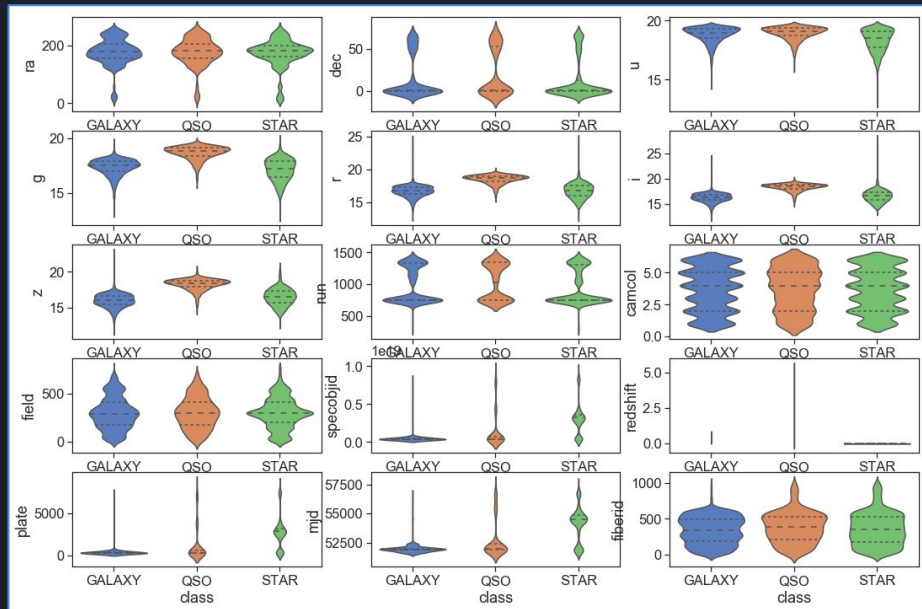 ra
200
0
GALAXY QSO STAR
dec
50
0
GALAXY QSO STAR
u
20
15
GALAXY QSO STAR
g
20
15
GALAXY QSO STAR
r
25
20
15
GALAXY QSO STAR
i
25
20
15
GALAXY QSO STAR
z
20
15
GALAXY QSO STAR
run
1500
1000
500
GALAXY QSO STAR
camcol
5.0
2.5
0.0
GALAXY QSO STAR
field
500
0
GALAXY QSO STAR
specobjid
1e19
1.0
0.5
0.0
GALAXY QSO STAR
redshift
5.0
2.5
0.0
GALAXY QSO STAR
plate
5000
0
GALAXY QSO STAR
class
mjd
57500
55000
52500
GALAXY QSO STAR
class
fiberid
1000
500
0
GALAXY QSO STAR
class